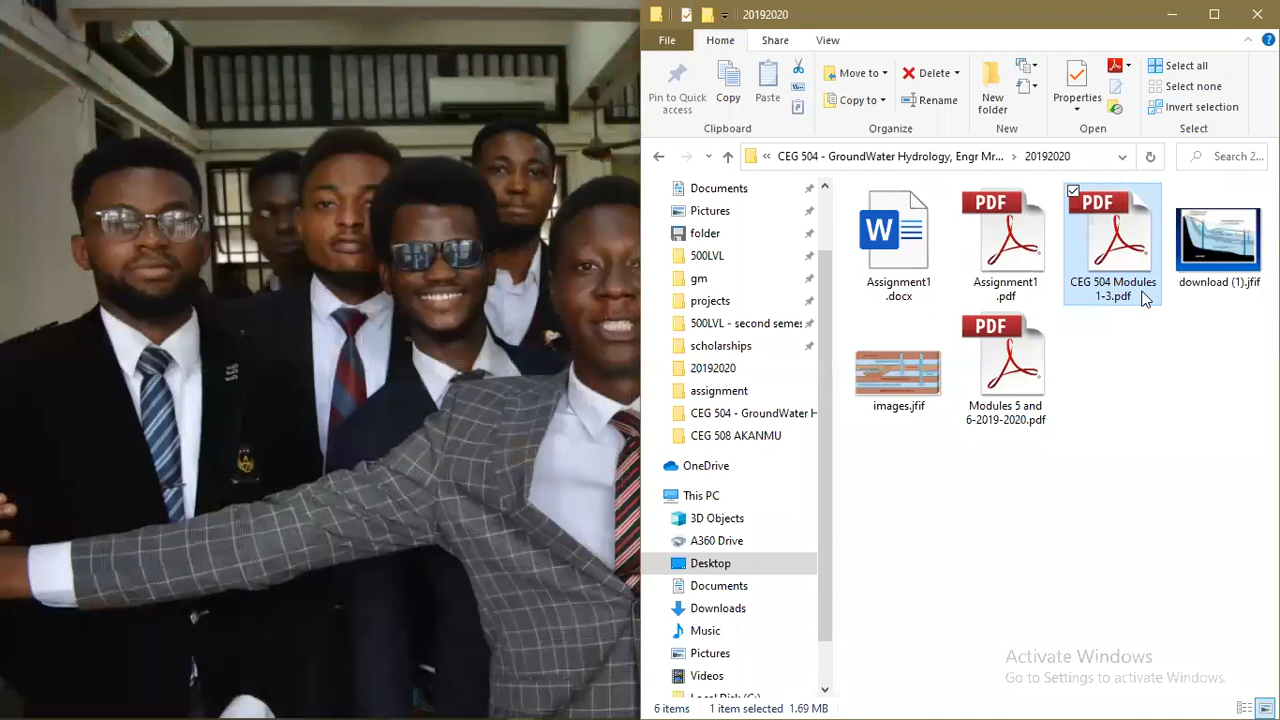 20192020
File
Home
Share
View
Pin to Quick
access
Copy
Paste
Move to
Copy to
Delete
Rename
New
folder
Properties
Select all
Select none
Invert selection
Clipboard
Organize
New
Open
Select
« CEG 504 - GroundWater Hydrology, Engr Mr... › 20192020
Search 2...
Documents
Pictures
folder
500LVL
gm
projects
500LVL - second semes
scholarships
20192020
assignment
CEG 504 - GroundWater H
CEG 508 AKANMU
OneDrive
This PC
3D Objects
A360 Drive
Desktop
Documents
Downloads
Music
Pictures
Videos
Local Disk (C:)
W
Assignment1
.docx
PDF
Assignment1
.pdf
PDF
CEG 504 Modules
1-3.pdf
download (1).jfif
images.jfif
PDF
Modules 5 and
6-2019-2020.pdf
Activate Windows
Go to Settings to activate Windows.
6 items
1 item selected 1.69 MB